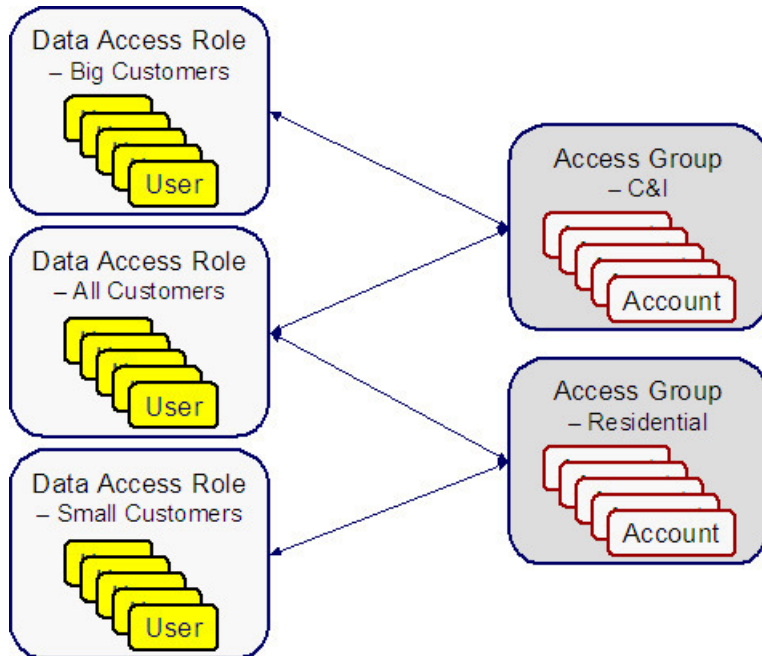 Data Access Role
– Big Customers
User
Data Access Role
– All Customers
User
Data Access Role
– Small Customers
User
Access Group
– C&I
Account
Access Group
– Residential
Account